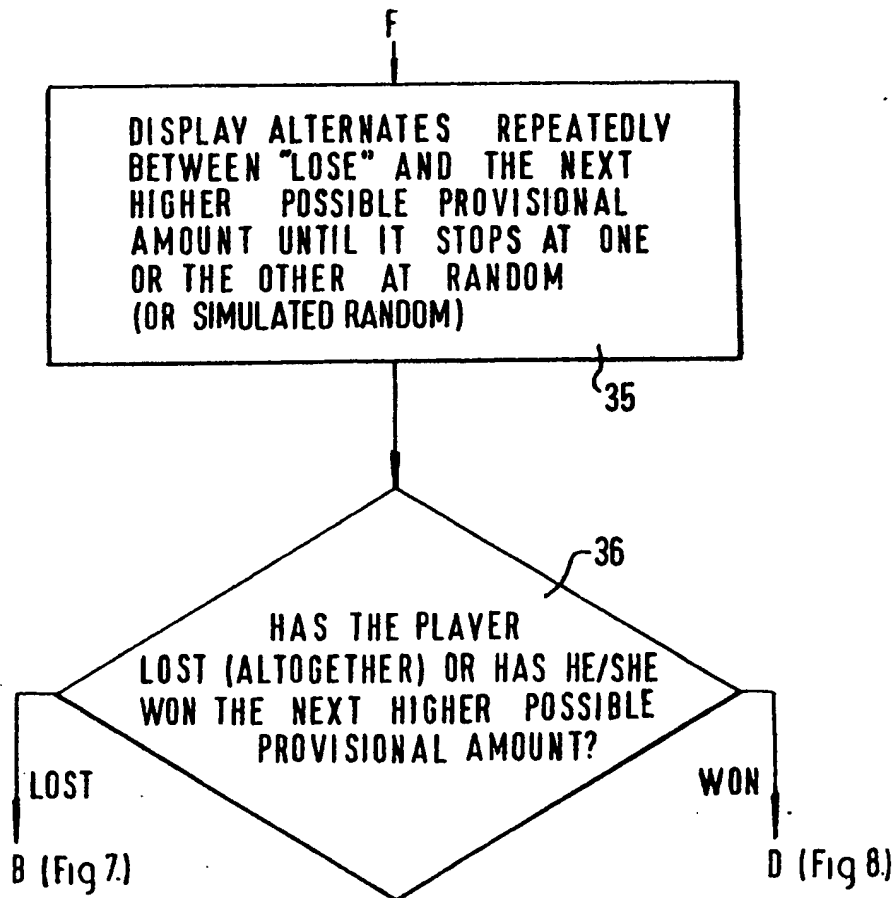 F
DISPLAY ALTERNATES REPEATEDLY
BETWEEN "LOSE" AND THE NEXT
HIGHER POSSIBLE PROVISIONAL
AMOUNT UNTIL IT STOPS AT ONE
OR THE OTHER AT RANDOM
(OR SIMULATED RANDOM)
35
36
HAS THE PLAYER
LOST (ALTOGETHER) OR HAS HE/SHE
WON THE NEXT HIGHER POSSIBLE
PROVISIONAL AMOUNT?
LOST
WON
B (Fig 7.)
D (Fig 8.)